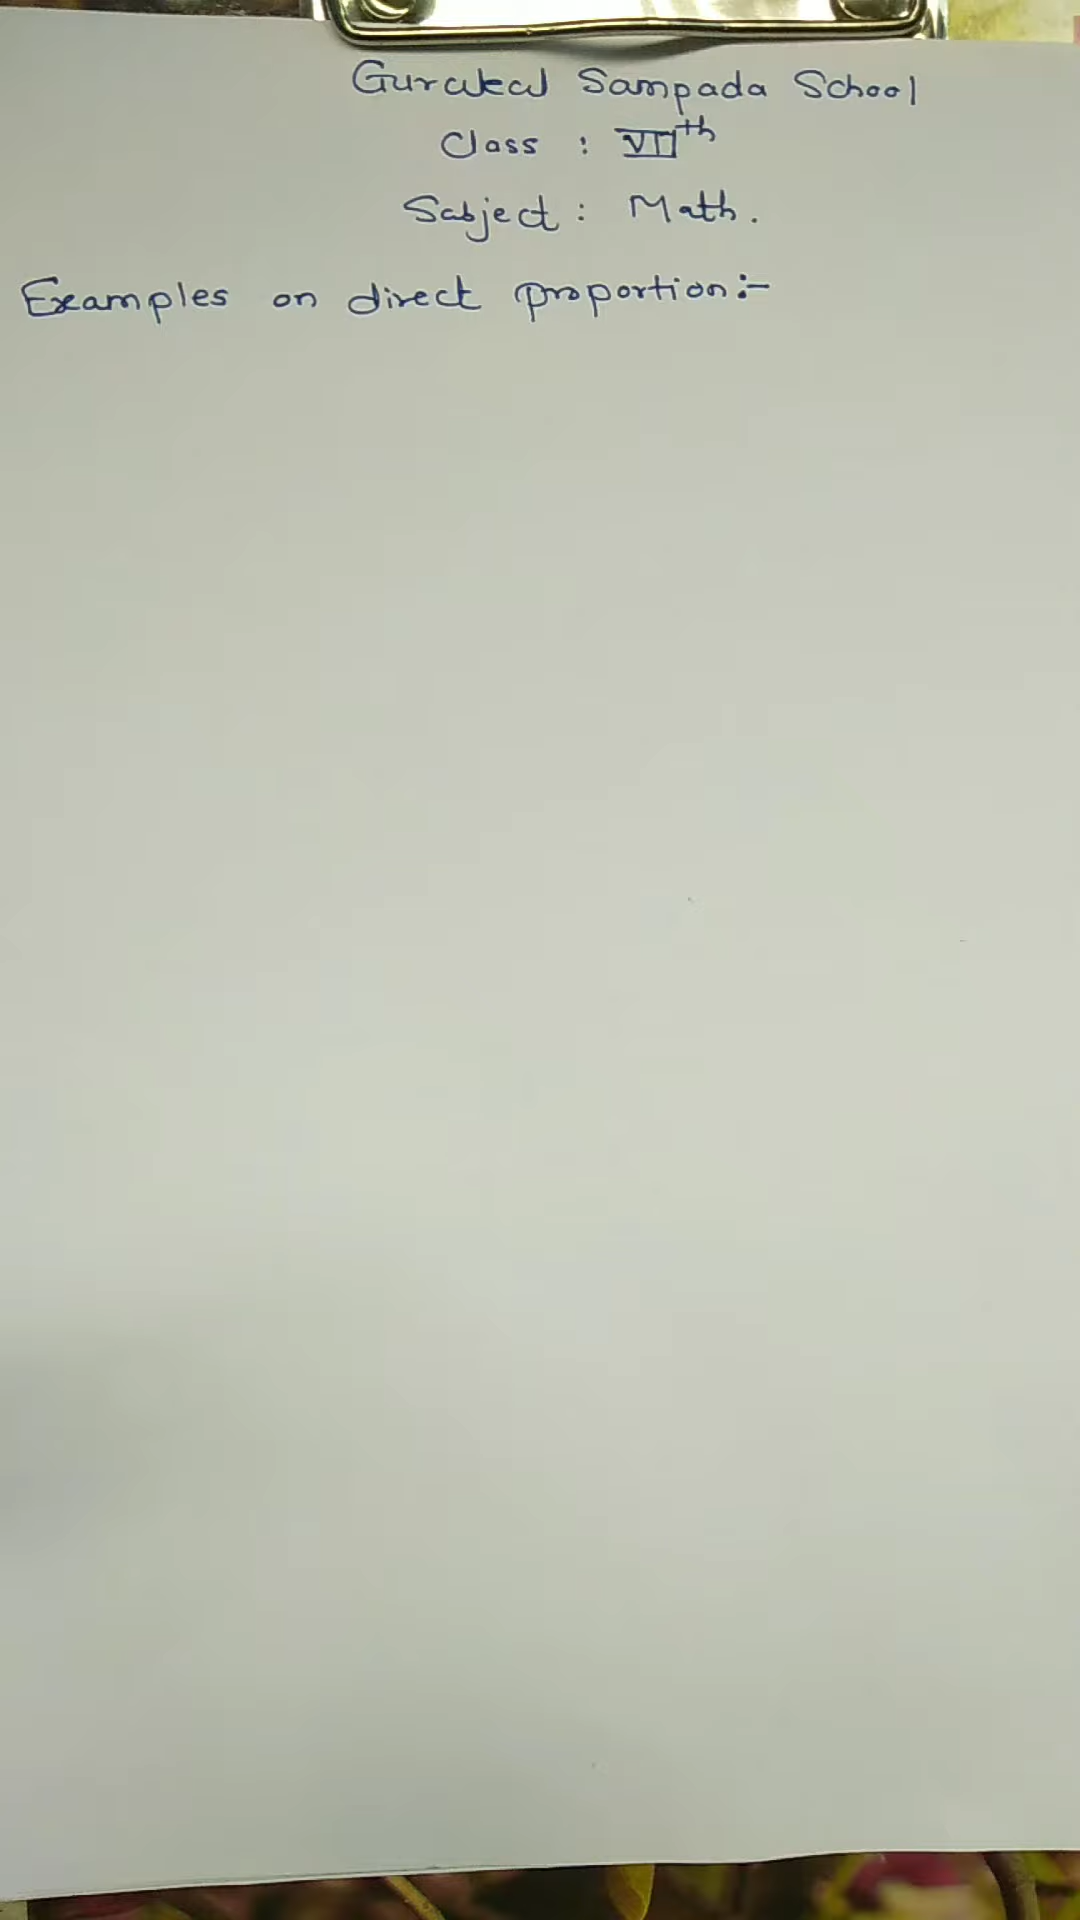 Gurukul Sampada School
Class : VIIth
Subject : Math.
Examples on direct proportion:-